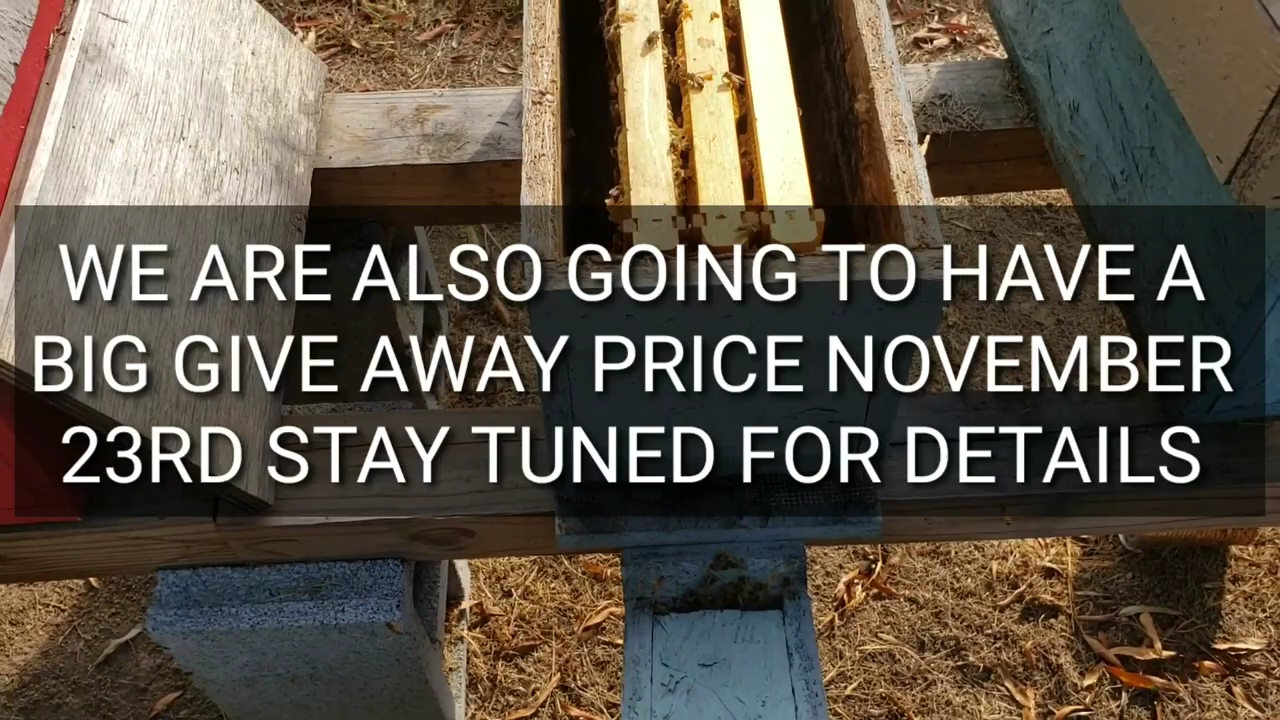 WE ARE ALSO GOING TO HAVE A
BIG GIVE AWAY PRICE NOVEMBER
23RD STAY TUNED FOR DETAILS